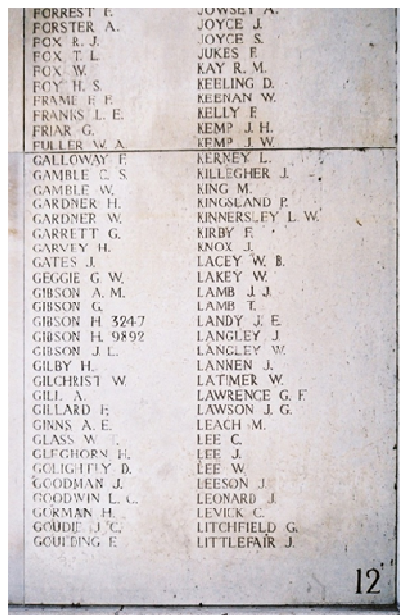 FORREST F.
FORSTER A.
FOX R. J.
FOX T. L.
FOX W.
FOY H. S.
FRAME F. F.
FRANKS L. E.
FRIAR G.
FULLER W. A.
GALLOWAY F.
GAMBLE C. S.
GAMBLE W.
GARDNER H.
GARDNER W.
GARRETT G.
GARVEY H.
GATES J.
GEGGIE G. W.
GIBSON A. M.
GIBSON G.
GIBSON H. 3247
GIBSON H. 9892
GIBSON J. L.
GILBY H.
GILCHRIST W.
GILL A.
GILLARD F.
GINNS A. E.
GLASS W.
GLEGHORN H.
GOLIGHTLY D.
GOODMAN J.
GOODWIN L. C.
GORMAN H.
GOUDIE J. C.
GOULDING F.
JOWSEY A.
JOYCE J.
JOYCE S.
JUKES F.
KAY R. M.
KEELING D.
KEENAN W.
KELLY F.
KEMP J. H.
KEMP J. W.
KERNEY L.
KILLEGHER J.
KING M.
KINGSLAND P.
KINNERSLEY L. W.
KIRBY F.
KNOX J.
LACEY W. B.
LAKEY W.
LAMB J. J.
LAMB T.
LANDY J. E.
LANGLEY J.
LANGLEY W.
LANNEN J.
LATIMER W.
LAWRENCE G. F.
LAWSON J. G.
LEACH M.
LEE C.
LEE J.
LEE W.
LEESON J.
LEONARD J.
LEVICK C.
LITCHFIELD G.
LITTLEFAIR J.
12